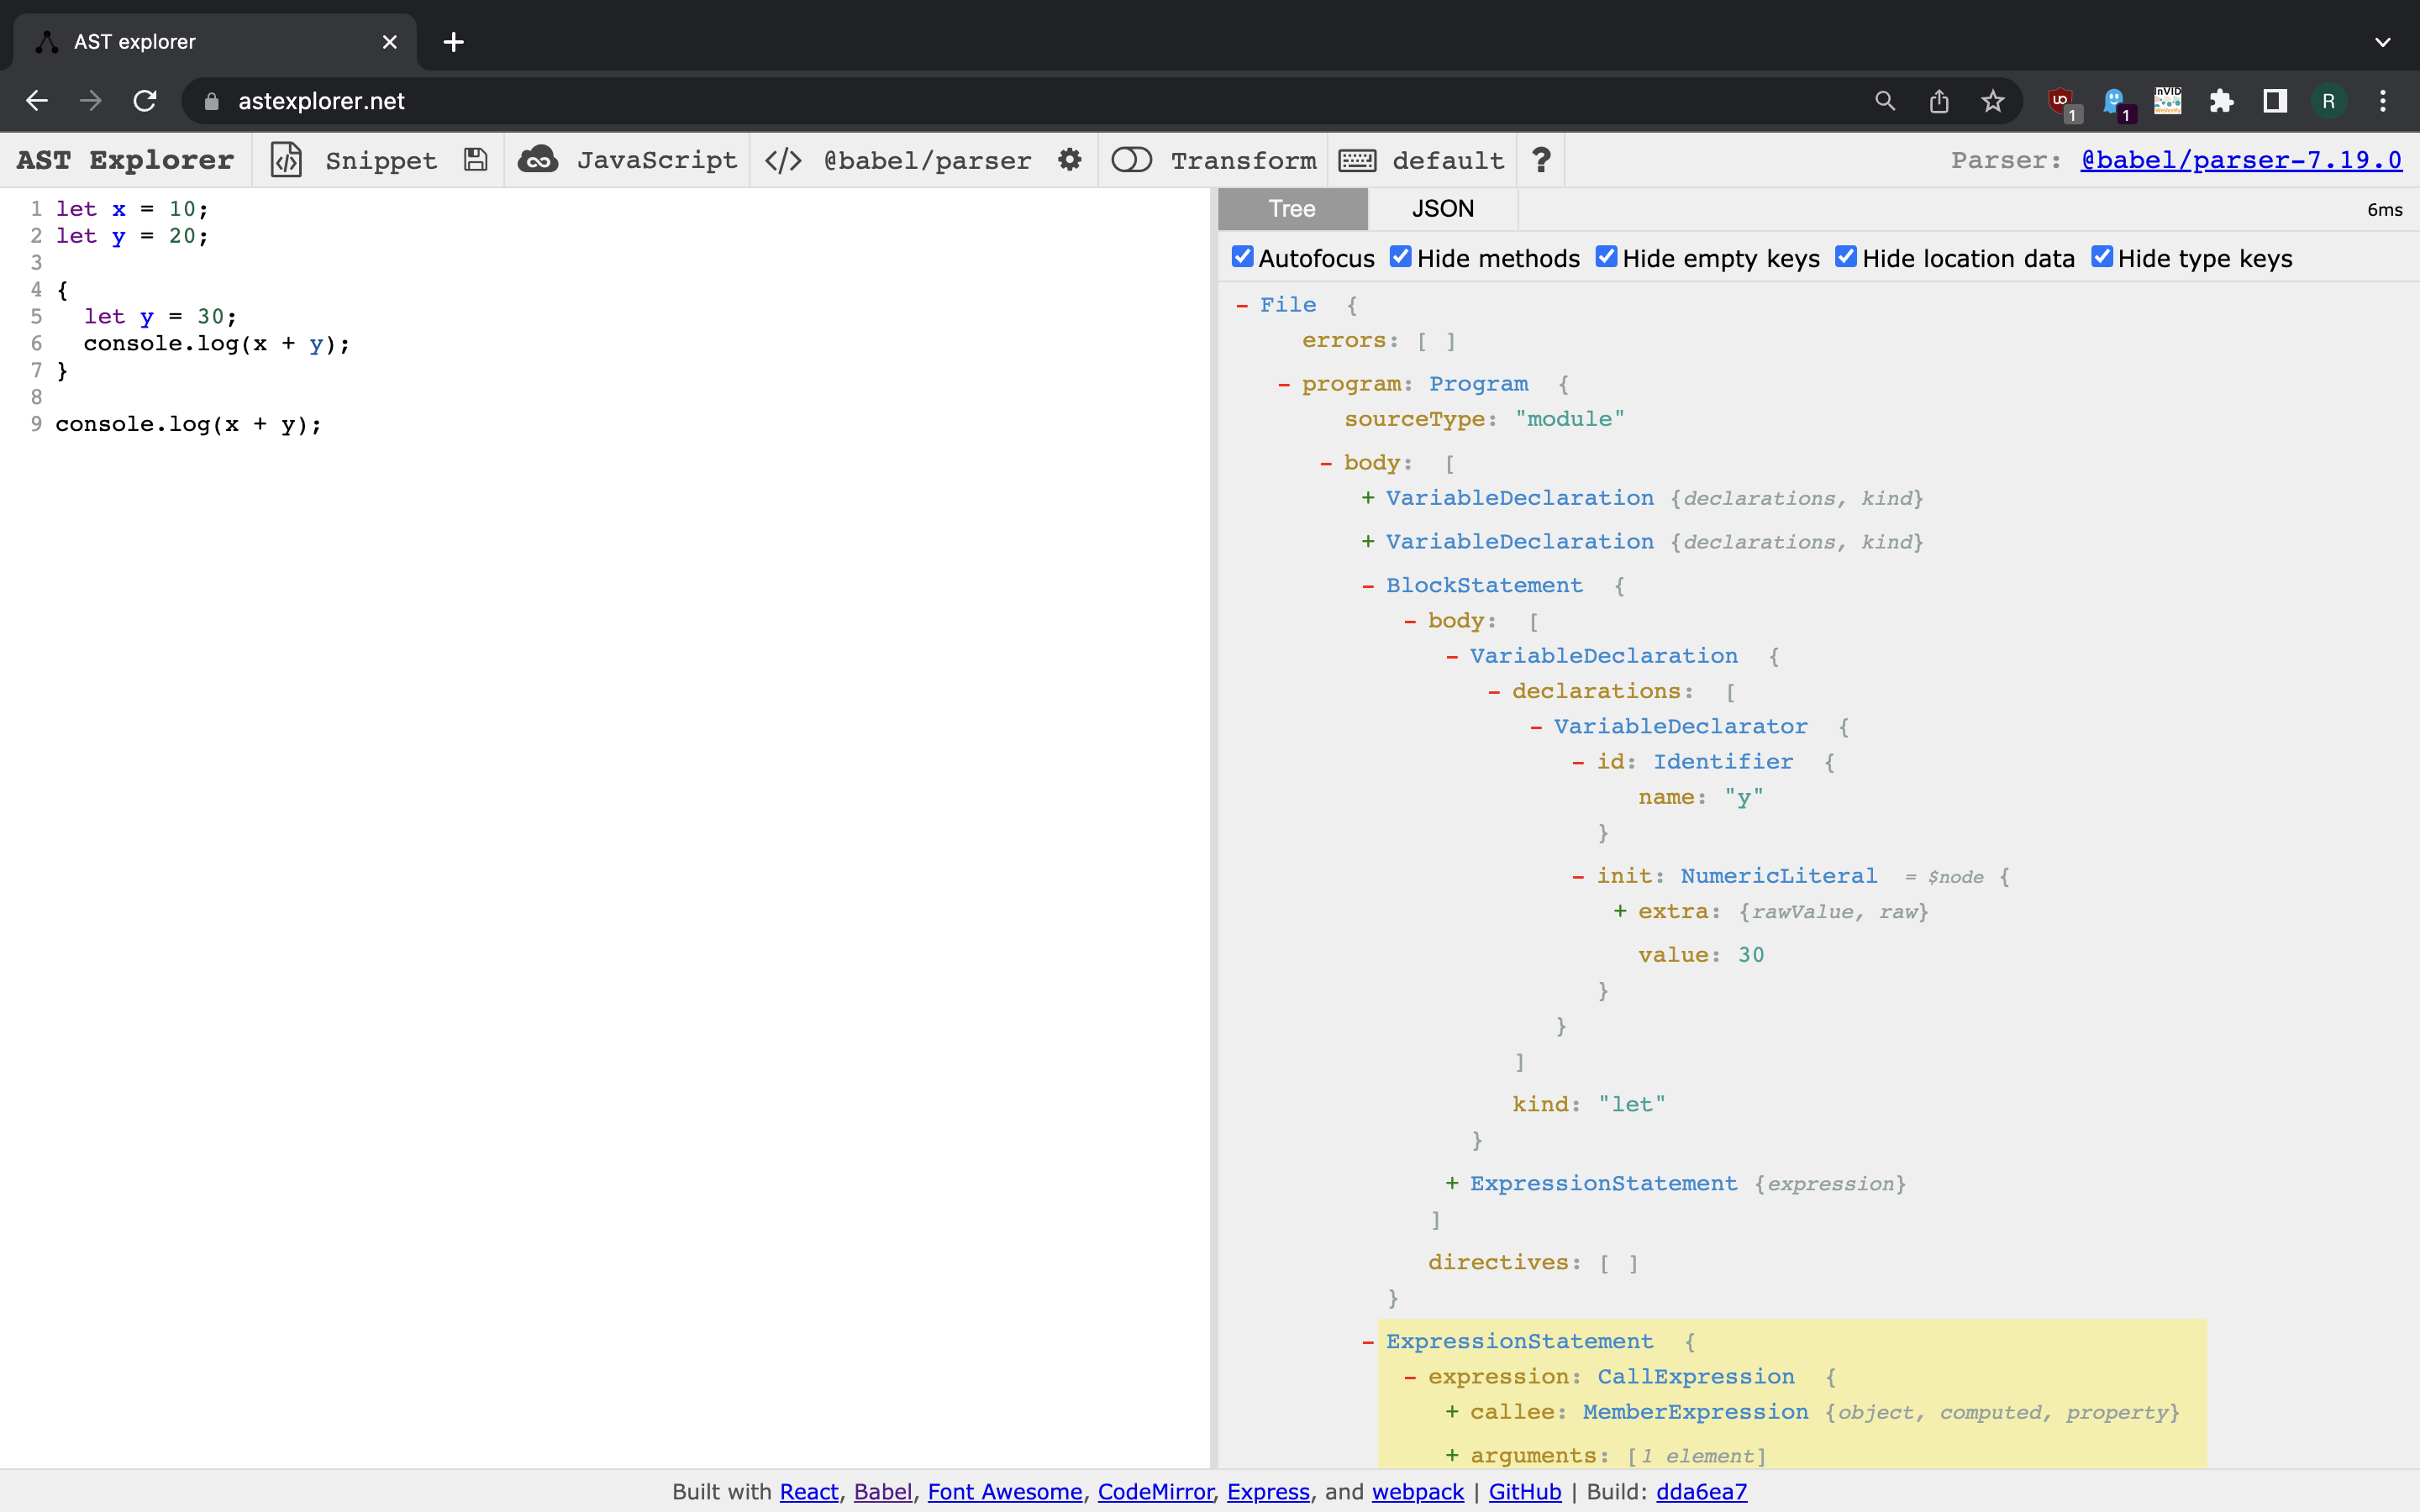 AST explorer
astexplorer.net
1
1
InVID
R
AST Explorer
Snippet
JavaScript
</> @babel/parser
Transform
default
?
Parser: @babel/parser-7.19.0
1 let x = 10;
2 let y = 20;
3
4 {
5   let y = 30;
6   console.log(x + y);
7 }
8
9 console.log(x + y);
Tree
JSON
6ms
Autofocus
Hide methods
Hide empty keys
Hide location data
Hide type keys
- File {
errors: [ ]
- program: Program {
sourceType: "module"
- body: [
+ VariableDeclaration {declarations, kind}
+ VariableDeclaration {declarations, kind}
- BlockStatement {
- body: [
- VariableDeclaration {
- declarations: [
- VariableDeclarator {
- id: Identifier {
name: "y"
}
- init: NumericLiteral = $node {
+ extra: {rawValue, raw}
value: 30
}
}
]
kind: "let"
}
+ ExpressionStatement {expression}
]
directives: [ ]
}
- ExpressionStatement {
- expression: CallExpression {
+ callee: MemberExpression {object, computed, property}
+ arguments: [1 element]
Built with React, Babel, Font Awesome, CodeMirror, Express, and webpack | GitHub | Build: dda6ea7